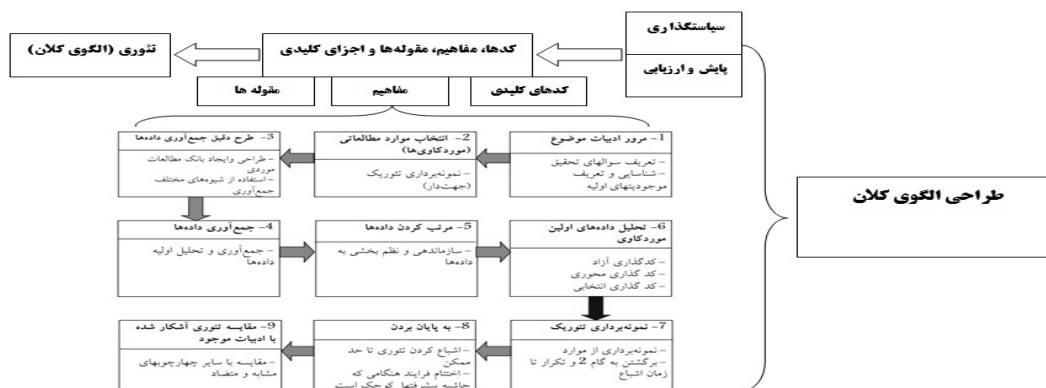 سیاستگذاری
پایش و ارزیابی
کدها، مفاهیم، مقوله‌ها و اجزای کلیدی
تئوری (الگوی کلان)
کدهای کلیدی
مفاهیم
مقوله ها
طراحی الگوی کلان
1- مرور ادبیات موضوع
– تعریف سوالهای تحقیق
– شناسایی و تعریف
موجودیتهای اولیه
2- انتخاب موارد مطالعاتی
(موردکاوی‌ها)
– نمونه‌برداری تئوریک
(جهت‌دار)
3- طرح دقیق جمع‌آوری داده‌ها
– طراحی وایجاد بانک مطالعات
موردی
– استفاده از شیوه‌های مختلف
جمع‌آوری
4- جمع‌آوری داده‌ها
– جمع‌آوری و تحلیل اولیه
داده‌ها
5- مرتب کردن داده‌ها
– سازماندهی و نظم بخشی به
داده‌ها
6- تحلیل داده‌های اولین
موردکاوی
– کدگذاری آزاد
– کد گذاری محوری
– کد گذاری انتخابی
7- نمونه‌برداری تئوریک
– نمونه‌برداری از موارد
– برگشتن به گام 2 و تکرار تا
زمان اشباع
8- به پایان بردن
– اشباع کردن تئوری تا حد
ممکن
– اختتام فرایند هنگامی که
حاشیه پیشرفتها کوچک است
9- مقایسه تئوری آشکار شده
با ادبیات موجود
– مقایسه با سایر چهارچوبهای
مشابه و متضاد